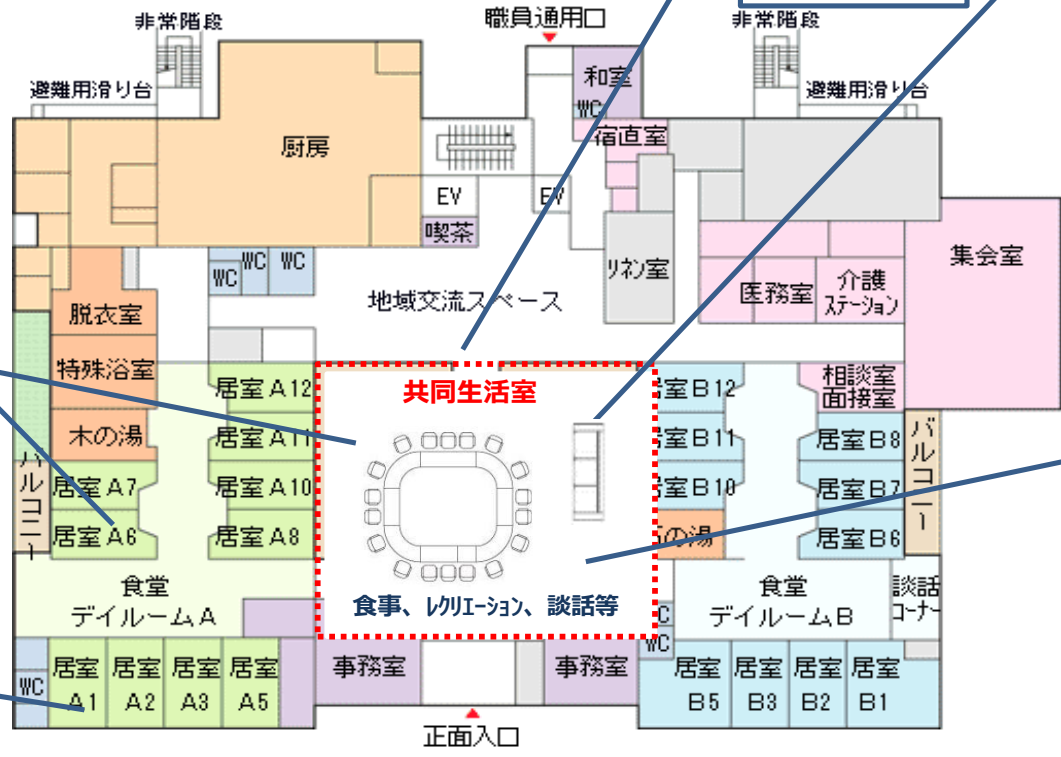 非常階段
職員通用口
非常階段
避難用滑り台
和室
避難用滑り台
WC
宿直室
厨房
EV
EV
喫茶
WC
WC
WC
リネン室
集会室
医務室
介護
ステーション
地域交流スペース
脱衣室
特殊浴室
木の湯
共同生活室
居室A12
居室A11
居室A10
居室A8
居室A7
居室A6
バルコニー
居室B12
居室B11
居室B10
の湯
相談室
面接室
居室B8
居室B7
居室B6
バルコニー
食堂
デイルームA
食事、レクリエーション、談話等
食堂
デイルームB
談話
コーナー
WC
WC
WC
居室
A1
居室
A2
居室
A3
居室
A5
事務室
事務室
居室
B5
居室
B3
居室
B2
居室
B1
正面入口